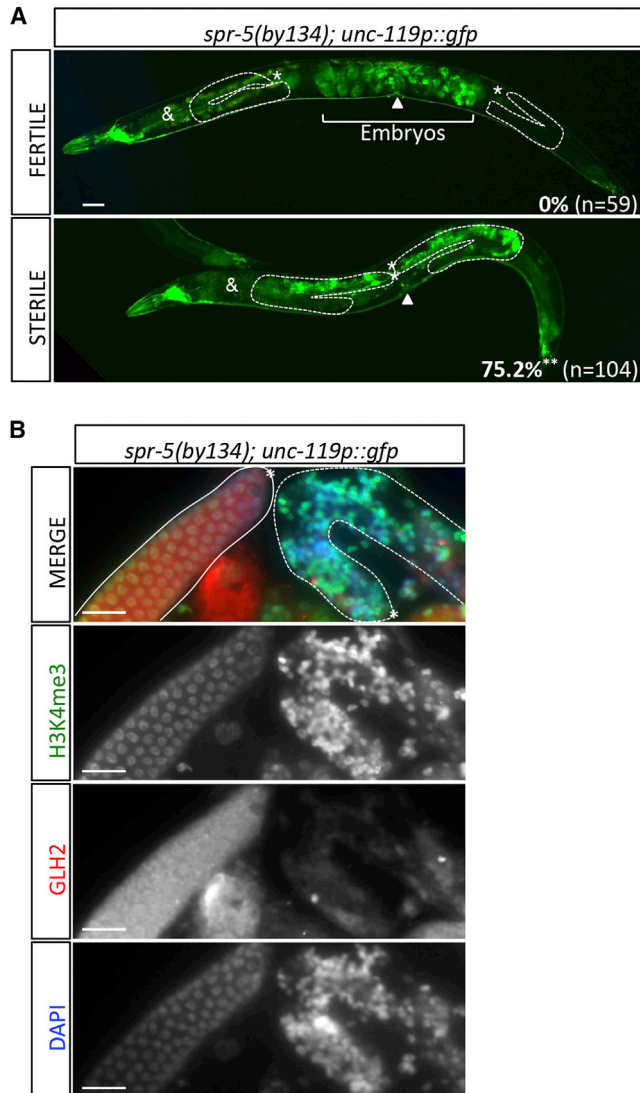 A
spr-5(by134); unc-119p::gfp
FERTILE
*
*
&
Embryos
0% (n=59)
STERILE
*
*
&
75.2%** (n=104)
B
spr-5(by134); unc-119p::gfp
MERGE
*
*
H3K4me3
GLH2
DAPI